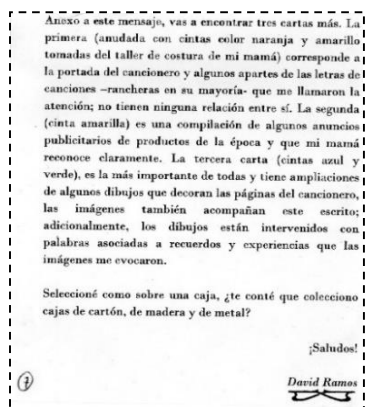 Anexo a este mensaje, vas a encontrar tres cartas más. La
primera (anudada con cintas color naranja y amarillo
tomadas del taller de costura de mi mamá) corresponde a
la portada del cancionero y algunos apartes de las letras de
canciones –rancheras en su mayoría- que me llamaron la
atención; no tienen ninguna relación entre sí. La segunda
(cinta amarilla) es una compilación de algunos anuncios
publicitarios de productos de la época y que mi mamá
reconoce claramente. La tercera carta (cintas azul y
verde), es la más importante de todas y tiene ampliaciones
de algunos dibujos que decoran las páginas del cancionero,
las imágenes también acompañan este escrito;
adicionalmente, los dibujos están intervenidos con
palabras asociadas a recuerdos y experiencias que las
imágenes me evocaron.
Seleccioné como sobre una caja, ¿te conté que colecciono
cajas de cartón, de madera y de metal?
¡Saludos!
7
David Ramos